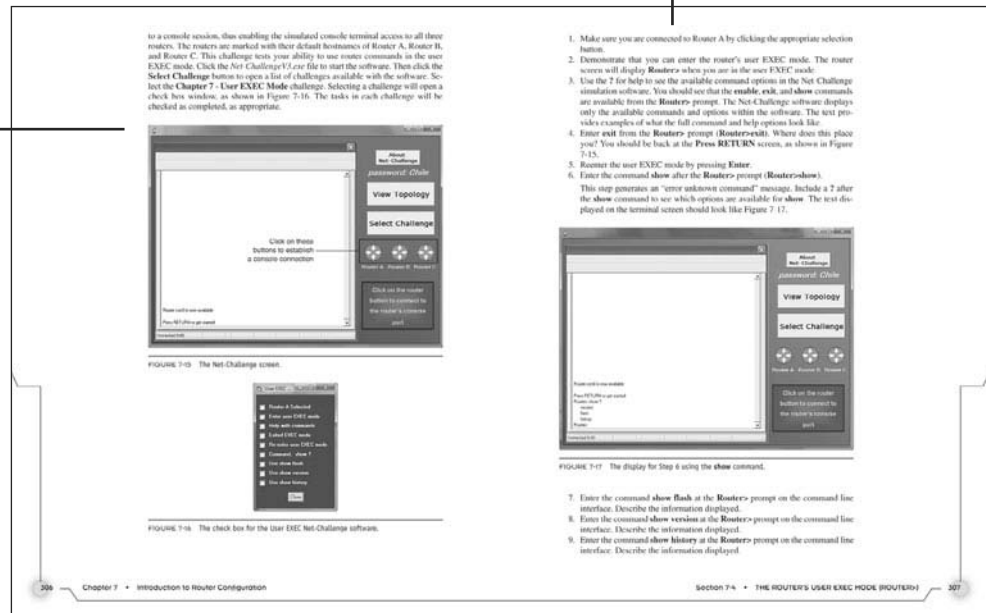 to a console session, thus enabling the simulated console terminal access to all three
routers. The routers are marked with their default hostnames of Router A, Router B,
and Router C. This challenge tests your ability to use router commands in the user
EXEC mode. Click the Net ChallengeV3.exe file to start the software. Then click the
Select Challenge button to open a list of challenges available with the software. Se-
lect the Chapter 7 - User EXEC Mode challenge. Selecting a challenge will open a
check box window, as shown in Figure 7-16. The tasks in each challenge will be
checked as completed, as appropriate.
About
Net-Challenge
password: Chile
View Topology
Select Challenge
Click on these
buttons to establish
a console connection
Router A Router B Router C
Click on the router
button to connect to
the router's console
port
Router con0 is now available
Press RETURN to get started
FIGURE 7-15 The Net-Challenge screen.
User EXEC
Router A Selected
Enter user EXEC mode
Help with commands
Exited EXEC mode
Re-enter user EXEC mode
Command: show ?
Use show flash
Use show version
Use show history
Close
FIGURE 7-16 The check box for the User EXEC Net-Challenge software.
306 Chapter 7 • Introduction to Router Configuration
1. Make sure you are connected to Router A by clicking the appropriate selection
button.
2. Demonstrate that you can enter the router's user EXEC mode. The router
screen will display Router> when you are in the user EXEC mode.
3. Use the ? for help to see the available command options in the Net Challenge
simulation software. You should see that the enable, exit, and show commands
are available from the Router> prompt. The Net-Challenge software displays
only the available commands and options within the software. The text pro-
vides examples of what the full command and help options look like.
4. Enter exit from the Router> prompt (Router>exit). Where does this place
you? You should be back at the Press RETURN screen, as shown in Figure
7-15.
5. Reenter the user EXEC mode by pressing Enter.
6. Enter the command show after the Router> prompt (Router>show).
This step generates an "error unknown command" message. Include a ? after
the show command to see which options are available for show. The text dis-
played on the terminal screen should look like Figure 7-17.
About
Net-Challenge
password: Chile
View Topology
Select Challenge
Router A Router B Router C
Click on the router
button to connect to
the router's console
port
Router con0 is now available
Press RETURN to get started
Router> show ?
FIGURE 7-17 The display for Step 6 using the show command.
7. Enter the command show flash at the Router> prompt on the command line
interface. Describe the information displayed.
8. Enter the command show version at the Router> prompt on the command line
interface. Describe the information displayed.
9. Enter the command show history at the Router> prompt on the command line
interface. Describe the information displayed.
Section 7-4 • THE ROUTER'S USER EXEC MODE (ROUTER>) 307